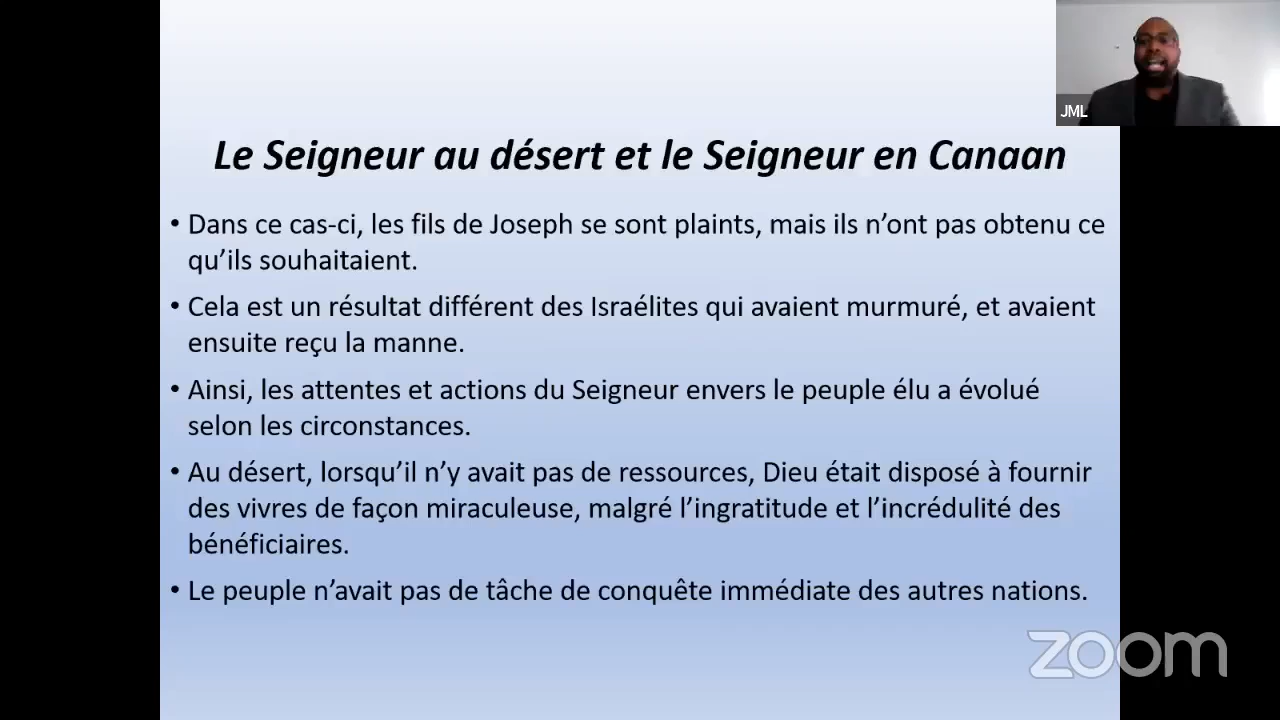 JML
Le Seigneur au désert et le Seigneur en Canaan
• Dans ce cas-ci, les fils de Joseph se sont plaints, mais ils n’ont pas obtenu ce
qu’ils souhaitaient.
• Cela est un résultat différent des Israélites qui avaient murmuré, et avaient
ensuite reçu la manne.
• Ainsi, les attentes et actions du Seigneur envers le peuple élu a évolué
selon les circonstances.
• Au désert, lorsqu’il n’y avait pas de ressources, Dieu était disposé à fournir
des vivres de façon miraculeuse, malgré l’ingratitude et l’incrédulité des
bénéficiaires.
• Le peuple n’avait pas de tâche de conquête immédiate des autres nations.
zoom